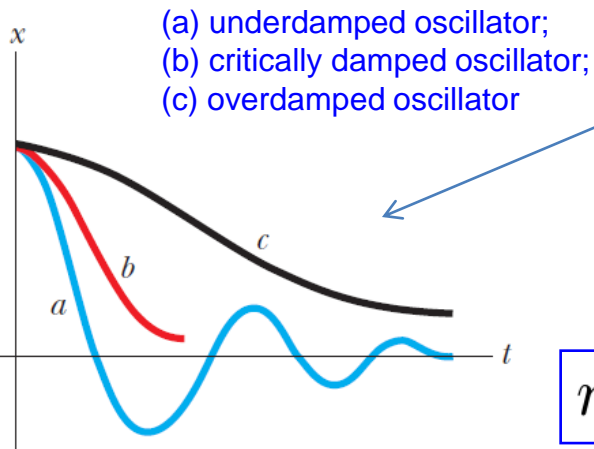 (a) underdamped oscillator;
(b) critically damped oscillator;
(c) overdamped oscillator
x
c
b
a
t